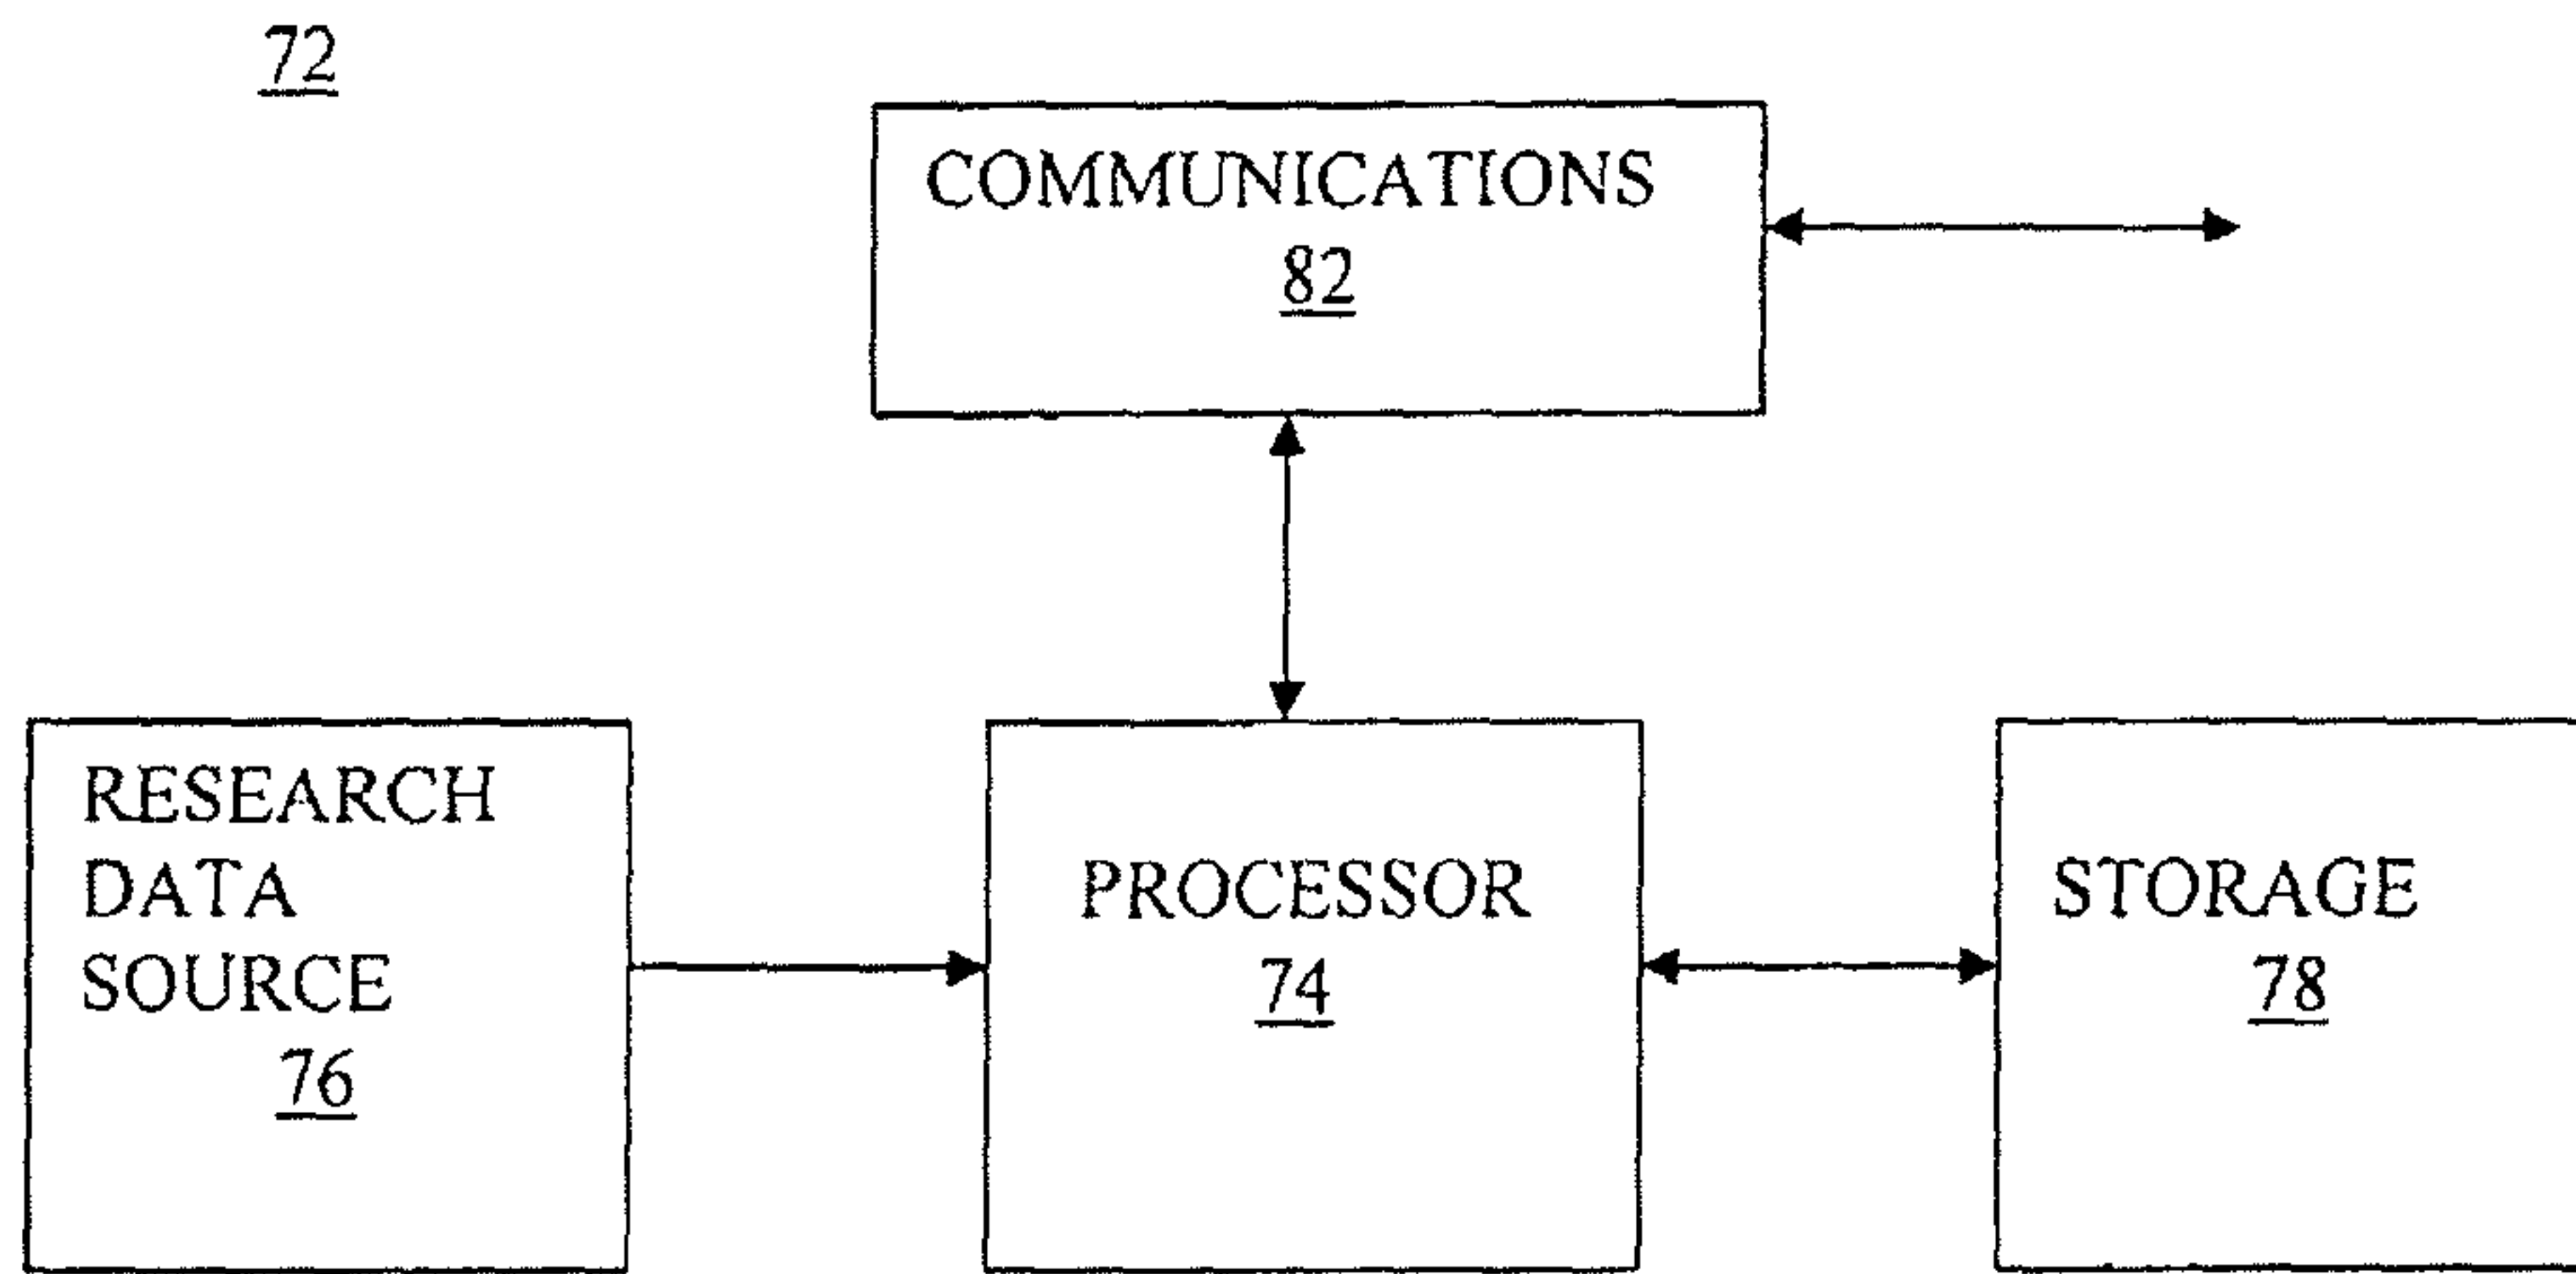 72
COMMUNICATIONS
82
RESEARCH
DATA
SOURCE
76
PROCESSOR
74
STORAGE
78